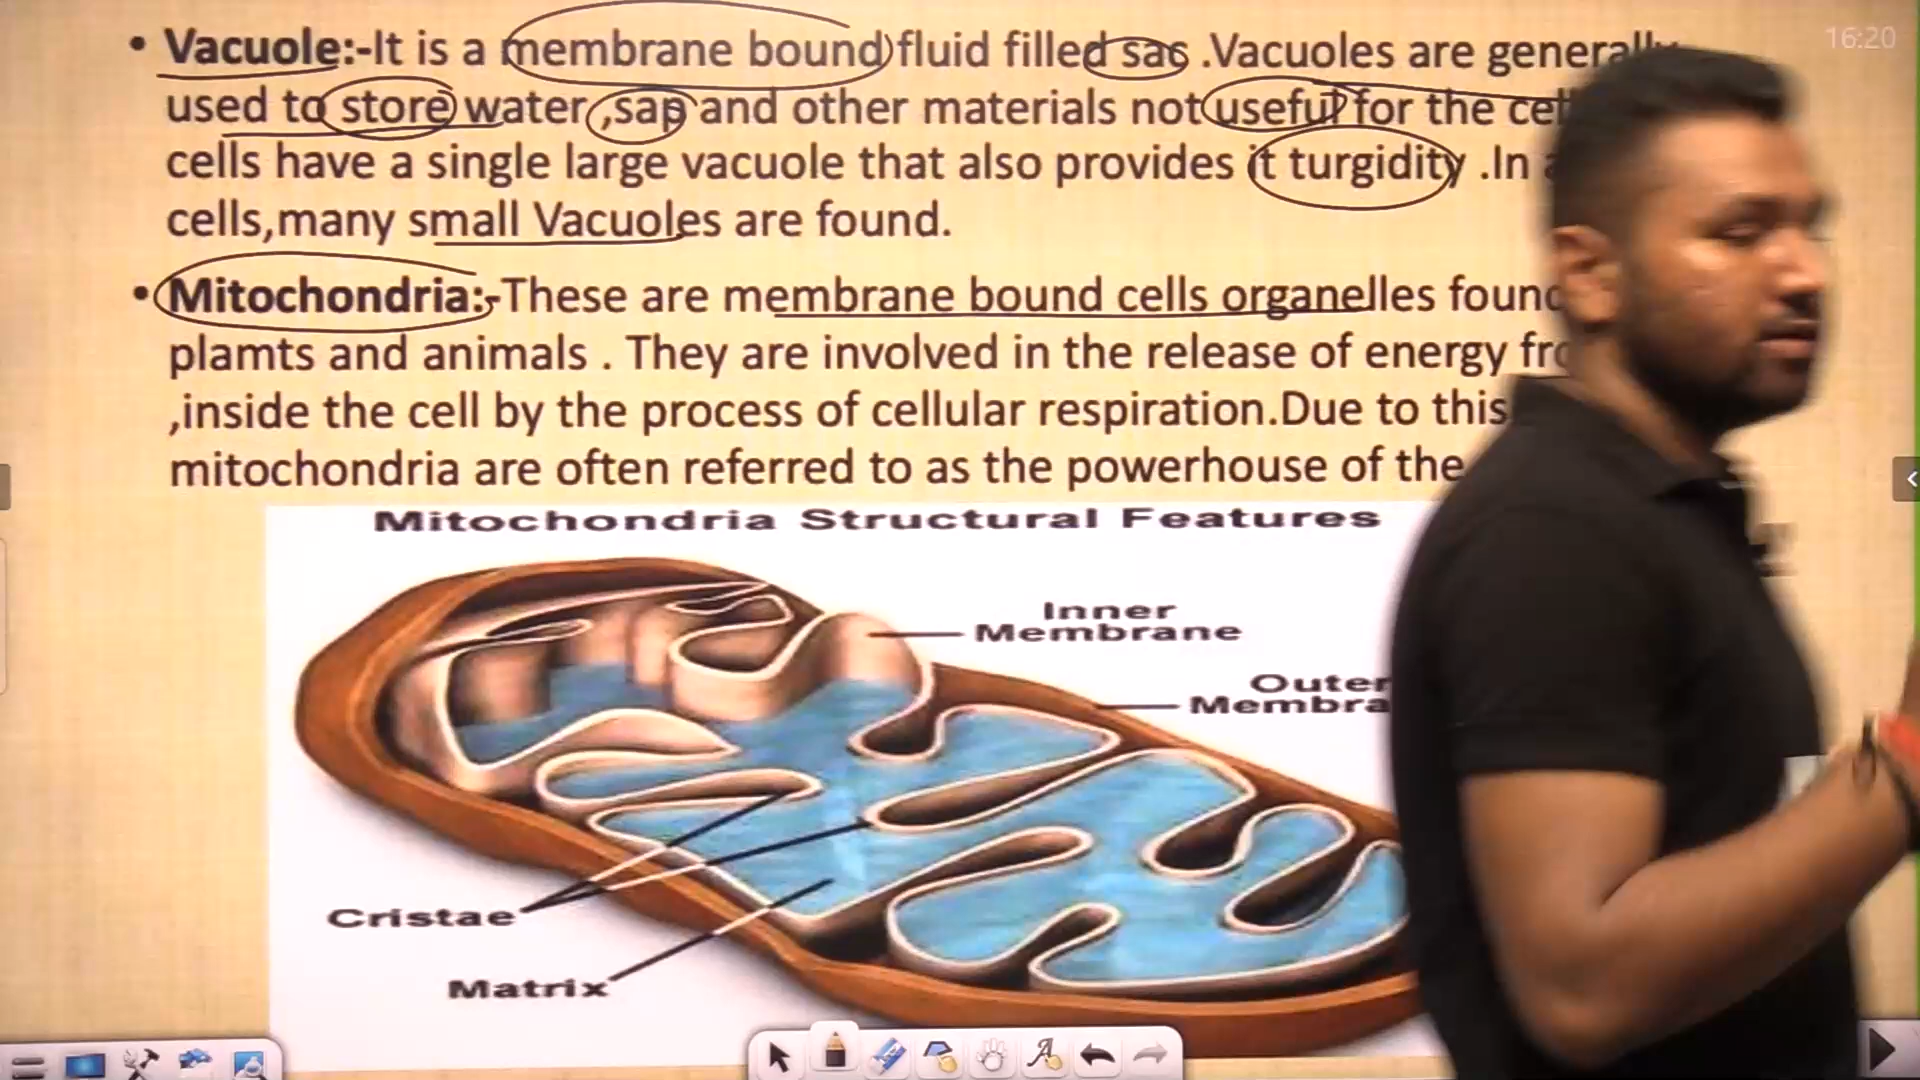 • Vacuole:-It is a membrane bound fluid filled sac .Vacuoles are generally
used to store water ,sap and other materials not useful for the cell
cells have a single large vacuole that also provides it turgidity .In
cells,many small Vacuoles are found.
• Mitochondria:-These are membrane bound cells organelles found
plamts and animals . They are involved in the release of energy
,inside the cell by the process of cellular respiration.Due to this
mitochondria are often referred to as the powerhouse of the
Mitochondria Structural Features
Inner
Membrane
Outer
Cristae
Matrix
16:20